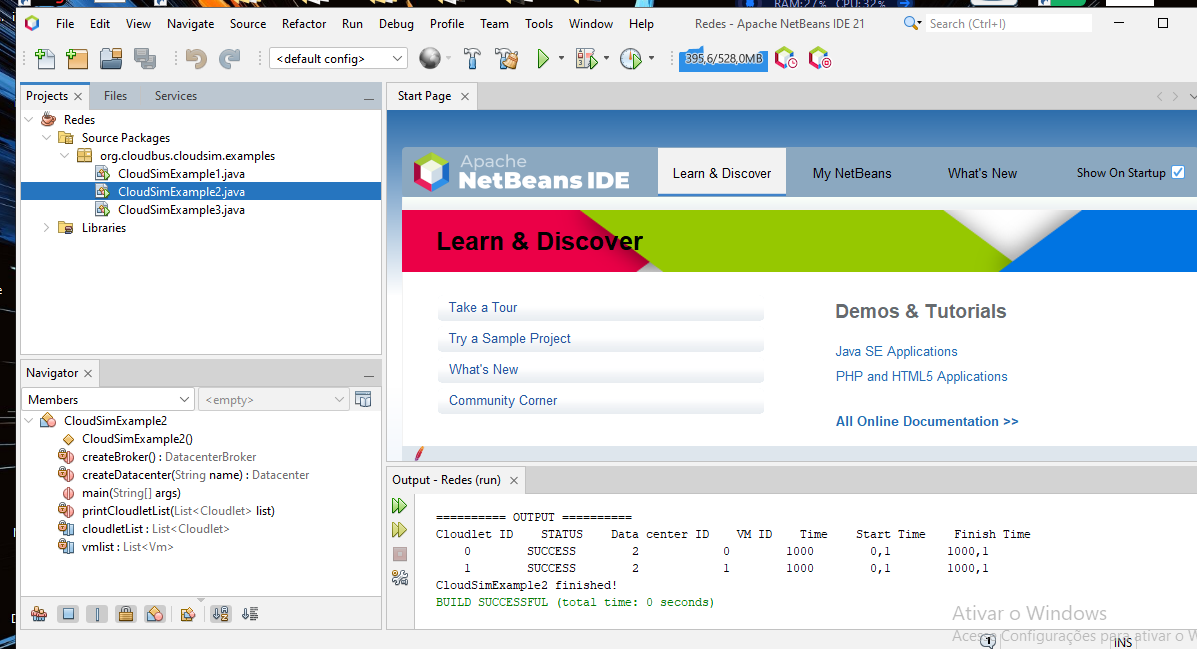 RAM:27% CPU:32%
File Edit View Navigate Source Refactor Run Debug Profile Team Tools Window Help Redes - Apache NetBeans IDE 21 Search (Ctrl+I)
<default config> 395,6/528,0MB
Projects Files Services
Start Page
Redes
Source Packages
org.cloudbus.cloudsim.examples
CloudSimExample1.java
CloudSimExample2.java
CloudSimExample3.java
Libraries
Apache
NetBeans IDE
Learn & Discover My NetBeans What's New Show On Startup
Learn & Discover
Take a Tour
Try a Sample Project
What's New
Community Corner
Demos & Tutorials
Java SE Applications
PHP and HTML5 Applications
All Online Documentation >>
Navigator
Members <empty>
CloudSimExample2
CloudSimExample2()
createBroker() : DatacenterBroker
createDatacenter(String name) : Datacenter
main(String[] args)
printCloudletList(List<Cloudlet> list)
cloudletList : List<Cloudlet>
vmlist : List<Vm>
Output - Redes (run)
========== OUTPUT ==========
Cloudlet ID STATUS Data center ID VM ID Time Start Time Finish Time
0 SUCCESS 2 0 1000 0,1 1000,1
1 SUCCESS 2 1 1000 0,1 1000,1
CloudSimExample2 finished!
BUILD SUCCESSFUL (total time: 0 seconds)
Ativar o Windows
Acesse Configurações para ativar o W
1 INS